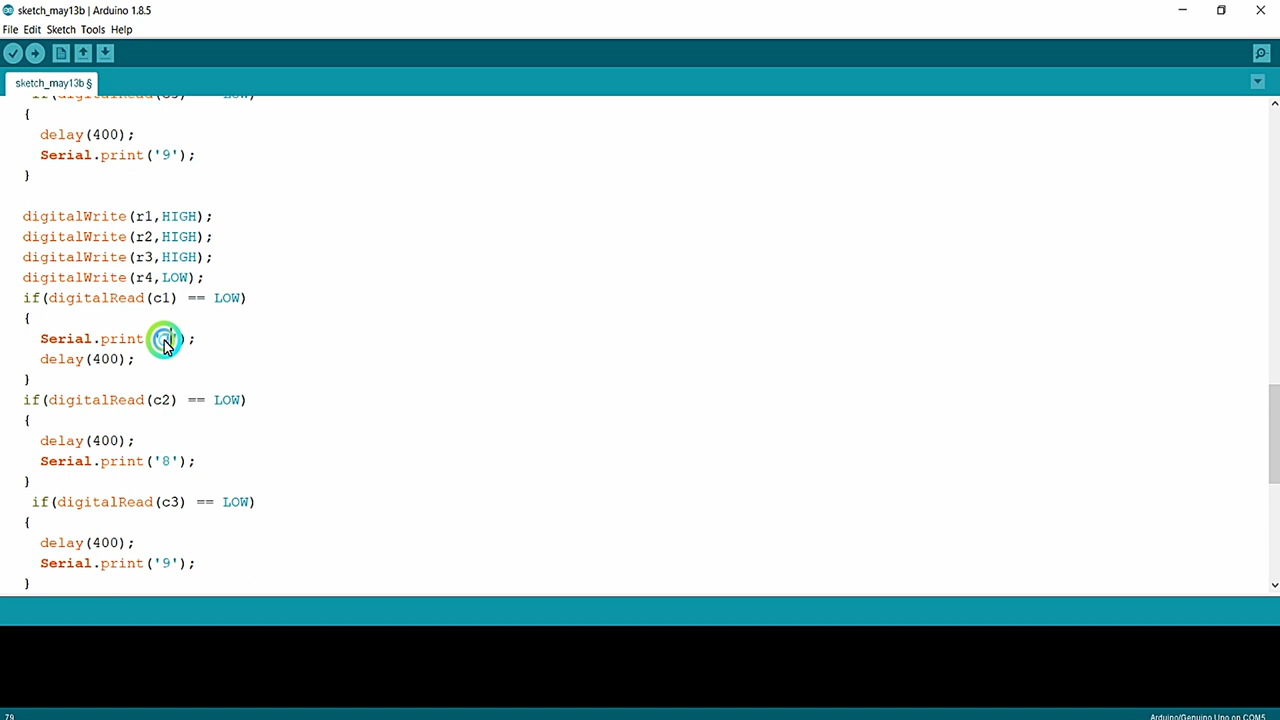 sketch_may13b | Arduino 1.8.5
File Edit Sketch Tools Help
sketch_may13b §
{
delay(400);
Serial.print('9');
}
digitalWrite(r1,HIGH);
digitalWrite(r2,HIGH);
digitalWrite(r3,HIGH);
digitalWrite(r4,LOW);
if(digitalRead(c1) == LOW)
{
Serial.print );
delay(400);
}
if(digitalRead(c2) == LOW)
{
delay(400);
Serial.print('8');
}
if(digitalRead(c3) == LOW)
{
delay(400);
Serial.print('9');
}
79
Arduino/Genuino Uno on COM5